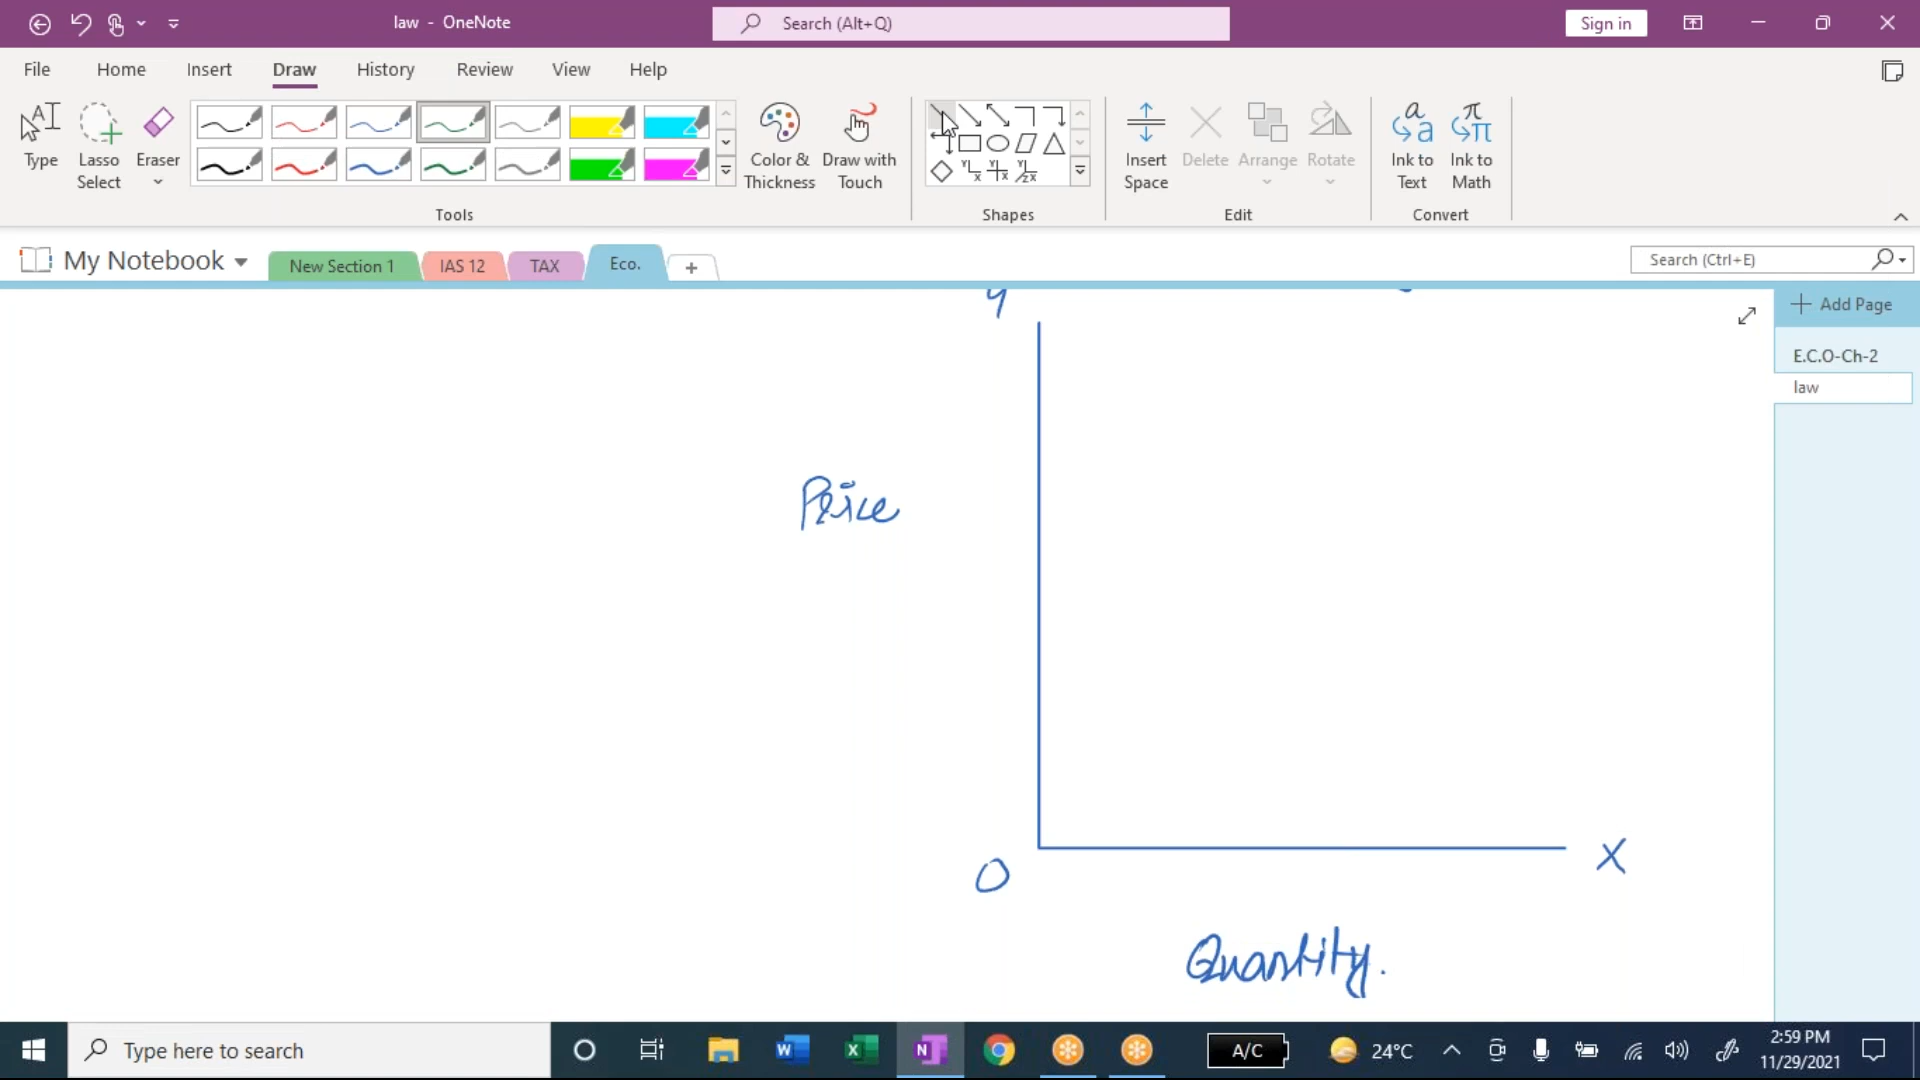 law - OneNote
Search (Alt+Q)
Sign in
File Home Insert Draw History Review View Help
Type
Lasso Select
Eraser
Color & Thickness
Draw with Touch
Insert Space
Delete
Arrange
Rotate
Ink to Text
Ink to Math
Tools
Shapes
Edit
Convert
My Notebook
New Section 1
IAS 12
TAX
Eco.
Search (Ctrl+E)
Add Page
E.C.O-Ch-2
law
y
Price
O
X
Quantity.
Type here to search
A/C
24°C
2:59 PM
11/29/2021